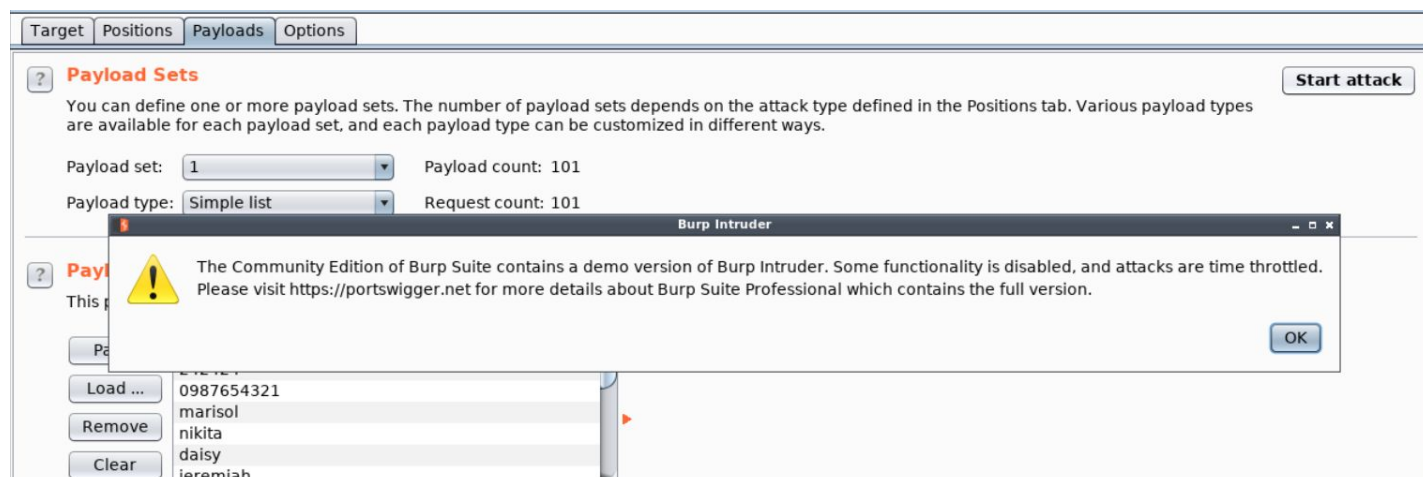 Target Positions Payloads Options
? Payload Sets
Start attack
You can define one or more payload sets. The number of payload sets depends on the attack type defined in the Positions tab. Various payload types
are available for each payload set, and each payload type can be customized in different ways.
Payload set: 1 Payload count: 101
Payload type: Simple list Request count: 101
Burp Intruder
The Community Edition of Burp Suite contains a demo version of Burp Intruder. Some functionality is disabled, and attacks are time throttled.
Please visit https://portswigger.net for more details about Burp Suite Professional which contains the full version.
OK
? Payl
This
Pa
Load ... 0987654321
marisol
Remove
nikita
daisy
Clear
jeremiah